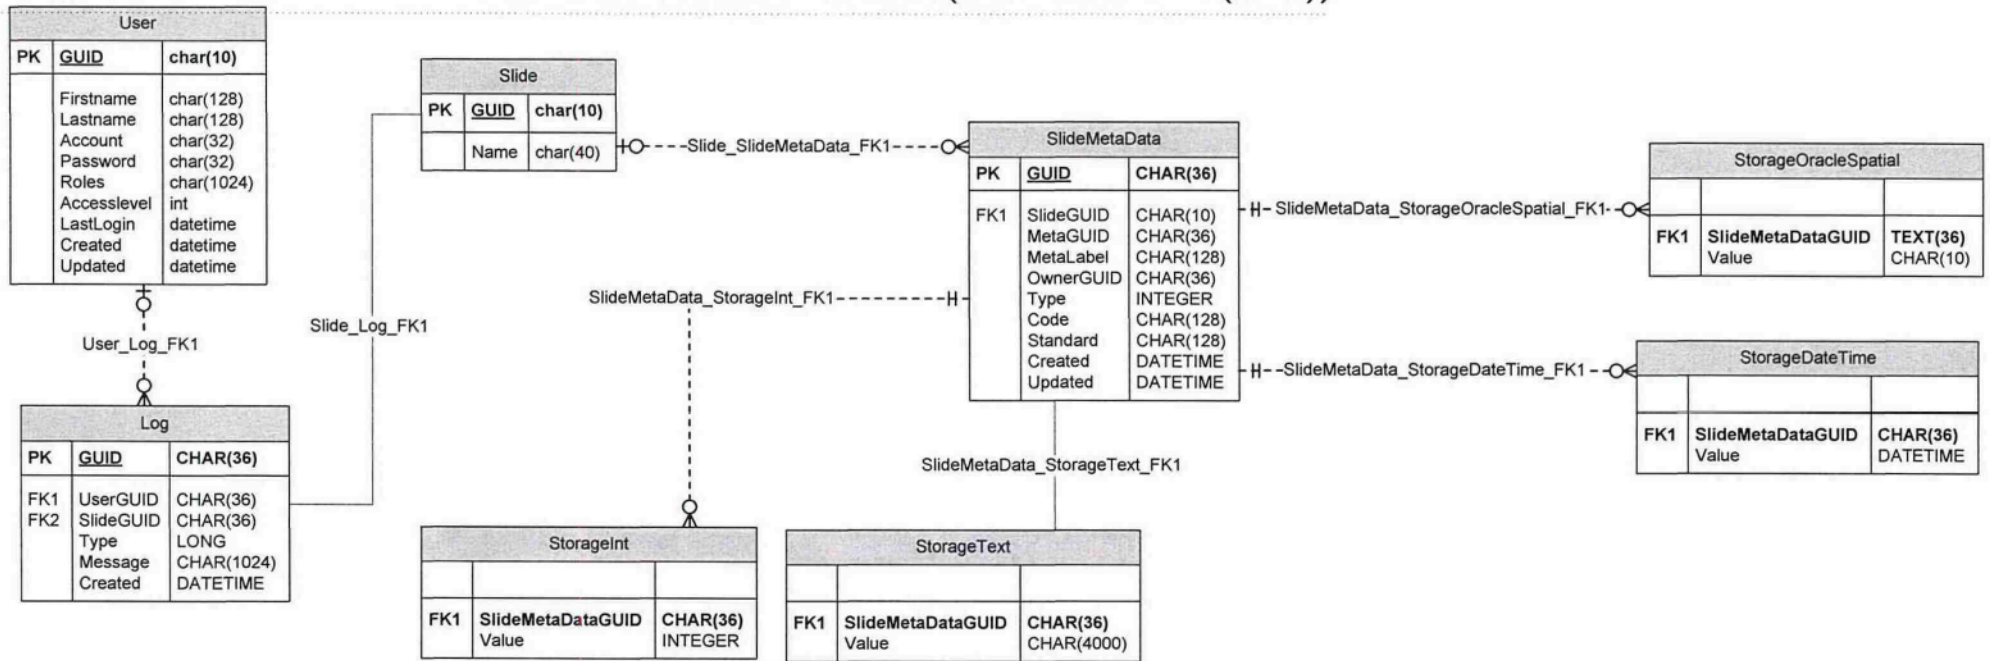 User
PK GUID char(10)
Firstname char(128)
Lastname char(128)
Account char(32)
Password char(32)
Roles char(1024)
Accesslevel int
LastLogin datetime
Created datetime
Updated datetime
User_Log_FK1
Log
PK GUID CHAR(36)
FK1 UserGUID CHAR(36)
FK2 SlideGUID CHAR(36)
Type LONG
Message CHAR(1024)
Created DATETIME
Slide_Log_FK1
Slide
PK GUID char(10)
Name char(40)
Slide_SlideMetaData_FK1
SlideMetaData
PK GUID CHAR(36)
FK1 SlideGUID CHAR(10)
MetaGUID CHAR(36)
MetaLabel CHAR(128)
OwnerGUID CHAR(36)
Type INTEGER
Code CHAR(128)
Standard CHAR(128)
Created DATETIME
Updated DATETIME
SlideMetaData_StorageOracleSpatial_FK1
StorageOracleSpatial
FK1 SlideMetaDataGUID TEXT(36)
Value CHAR(10)
SlideMetaData_StorageDateTime_FK1
StorageDateTime
FK1 SlideMetaDataGUID CHAR(36)
Value DATETIME
SlideMetaData_StorageInt_FK1
StorageInt
FK1 SlideMetaDataGUID CHAR(36)
Value INTEGER
SlideMetaData_StorageText_FK1
StorageText
FK1 SlideMetaDataGUID CHAR(36)
Value CHAR(4000)